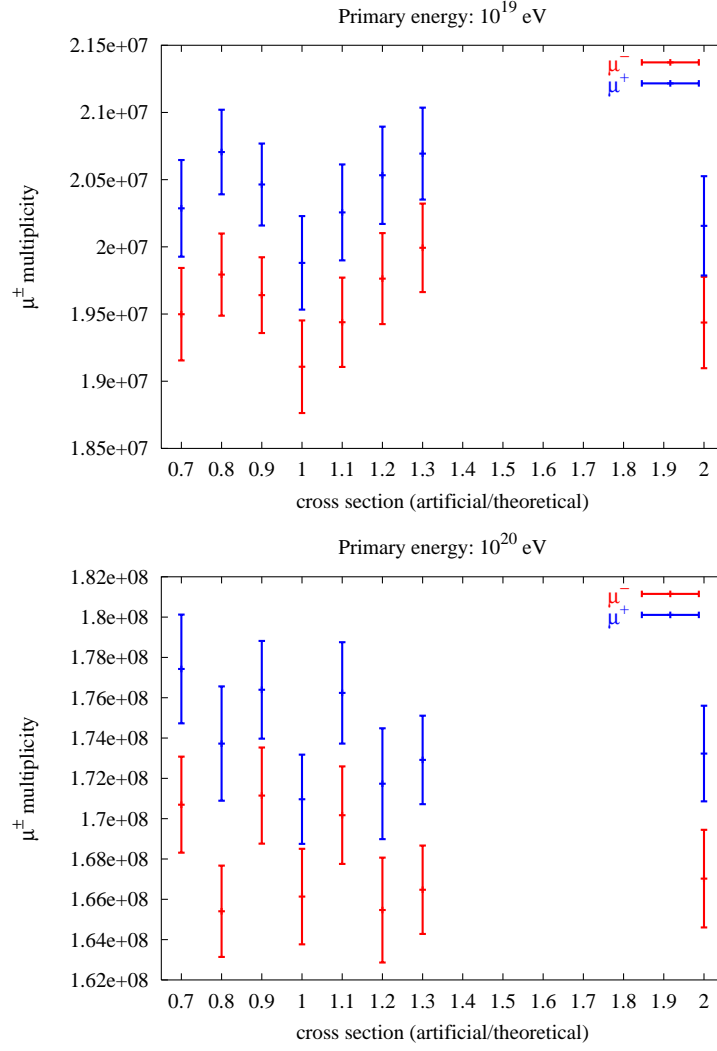 Primary energy: 10^19 eV
μ^−
μ^+
2.15e+07
2.1e+07
2.05e+07
2e+07
1.95e+07
1.9e+07
1.85e+07
μ^± multiplicity
0.7 0.8 0.9 1 1.1 1.2 1.3 1.4 1.5 1.6 1.7 1.8 1.9 2
cross section (artificial/theoretical)
Primary energy: 10^20 eV
μ^−
μ^+
1.82e+08
1.8e+08
1.78e+08
1.76e+08
1.74e+08
1.72e+08
1.7e+08
1.68e+08
1.66e+08
1.64e+08
1.62e+08
μ^± multiplicity
0.7 0.8 0.9 1 1.1 1.2 1.3 1.4 1.5 1.6 1.7 1.8 1.9 2
cross section (artificial/theoretical)